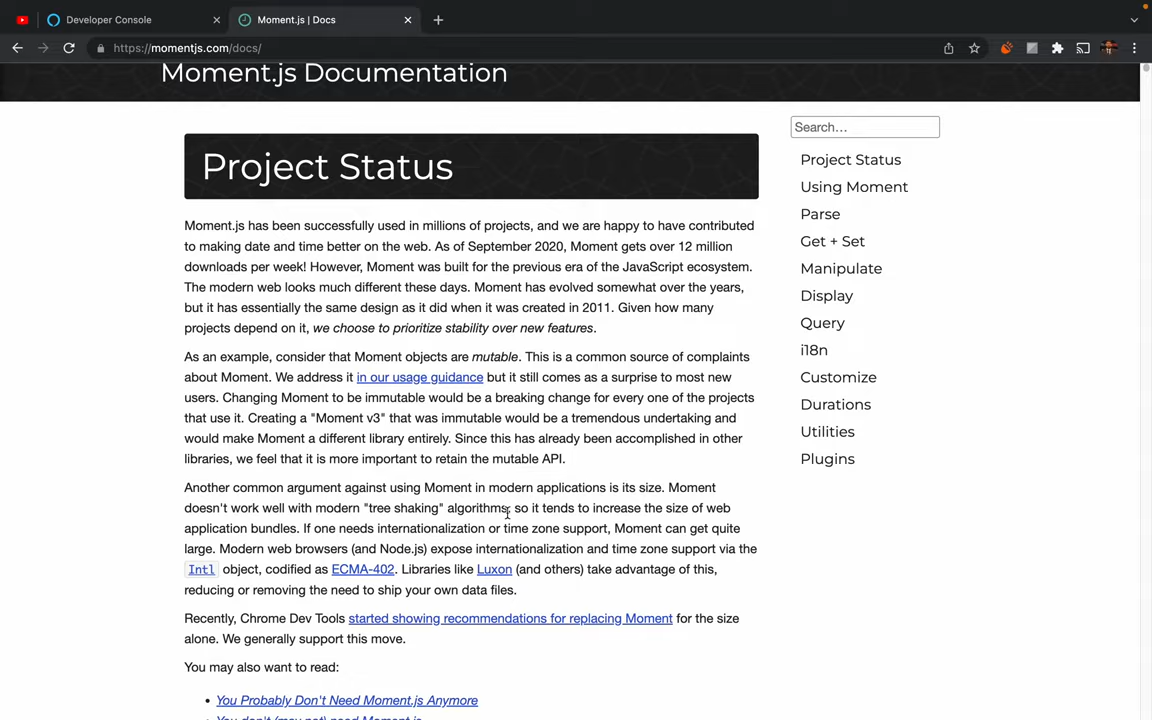 Developer Console
Moment.js | Docs
https://momentjs.com/docs/
Moment.js Documentation
Project Status
Moment.js has been successfully used in millions of projects, and we are happy to have contributed
to making date and time better on the web. As of September 2020, Moment gets over 12 million
downloads per week! However, Moment was built for the previous era of the JavaScript ecosystem.
The modern web looks much different these days. Moment has evolved somewhat over the years,
but it has essentially the same design as it did when it was created in 2011. Given how many
projects depend on it, we choose to prioritize stability over new features.
As an example, consider that Moment objects are mutable. This is a common source of complaints
about Moment. We address it in our usage guidance but it still comes as a surprise to most new
users. Changing Moment to be immutable would be a breaking change for every one of the projects
that use it. Creating a "Moment v3" that was immutable would be a tremendous undertaking and
would make Moment a different library entirely. Since this has already been accomplished in other
libraries, we feel that it is more important to retain the mutable API.
Another common argument against using Moment in modern applications is its size. Moment
doesn't work well with modern "tree shaking" algorithms, so it tends to increase the size of web
application bundles. If one needs internationalization or time zone support, Moment can get quite
large. Modern web browsers (and Node.js) expose internationalization and time zone support via the
Intl object, codified as ECMA-402. Libraries like Luxon (and others) take advantage of this,
reducing or removing the need to ship your own data files.
Recently, Chrome Dev Tools started showing recommendations for replacing Moment for the size
alone. We generally support this move.
You may also want to read:
• You Probably Don't Need Moment.js Anymore
You don't (may not) need Moment.js
Search...
Project Status
Using Moment
Parse
Get + Set
Manipulate
Display
Query
i18n
Customize
Durations
Utilities
Plugins